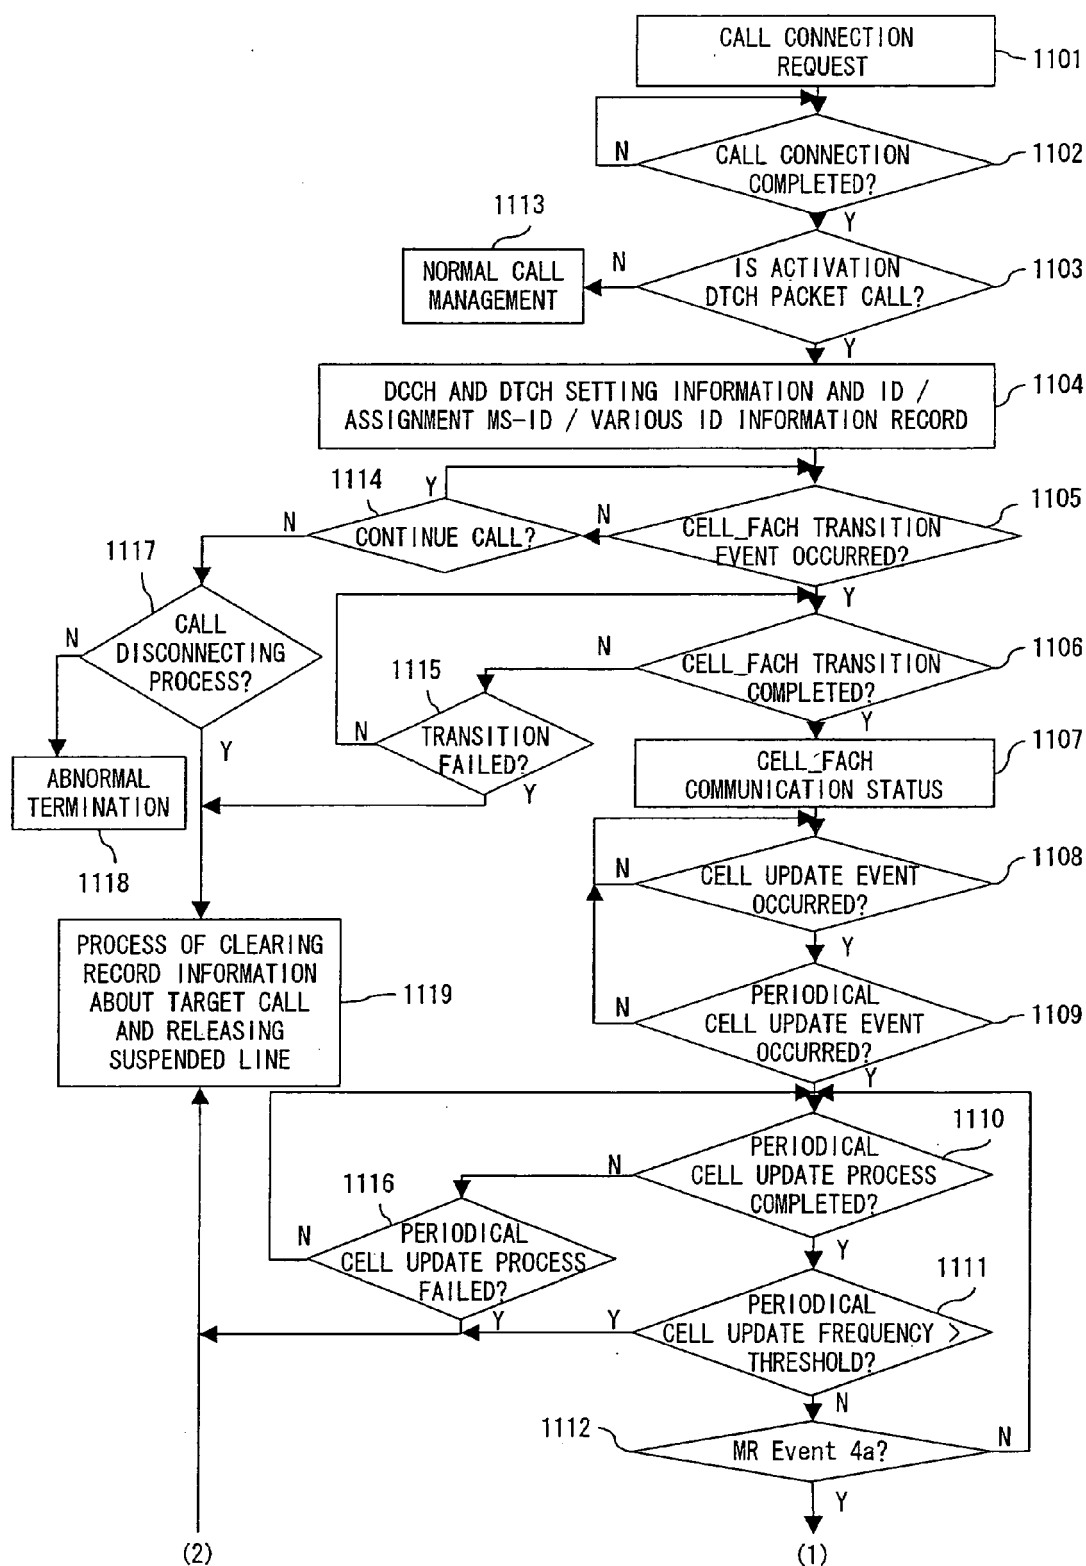 CALL CONNECTION
REQUEST
1101
N
CALL CONNECTION
COMPLETED?
1102
Y
1113
NORMAL CALL
MANAGEMENT
N
IS ACTIVATION
DTCH PACKET CALL?
1103
Y
DCCH AND DTCH SETTING INFORMATION AND ID /
ASSIGNMENT MS-ID / VARIOUS ID INFORMATION RECORD
1104
1114
Y
N
CONTINUE CALL?
N
CELL_FACH TRANSITION
EVENT OCCURRED?
1105
Y
1117
N
CALL
DISCONNECTING
PROCESS?
Y
N
CELL_FACH TRANSITION
COMPLETED?
1106
Y
1115
N
TRANSITION
FAILED?
Y
CELL_FACH
COMMUNICATION STATUS
1107
ABNORMAL
TERMINATION
1118
N
CELL UPDATE EVENT
OCCURRED?
1108
Y
PROCESS OF CLEARING
RECORD INFORMATION
ABOUT TARGET CALL
AND RELEASING
SUSPENDED LINE
1119
N
PERIODICAL
CELL UPDATE EVENT
OCCURRED?
1109
Y
1110
N
PERIODICAL
CELL UPDATE PROCESS
COMPLETED?
Y
1116
N
PERIODICAL
CELL UPDATE PROCESS
FAILED?
Y
1111
Y
PERIODICAL
CELL UPDATE FREQUENCY >
THRESHOLD?
N
1112
MR Event 4a?
N
Y
(2)
(1)